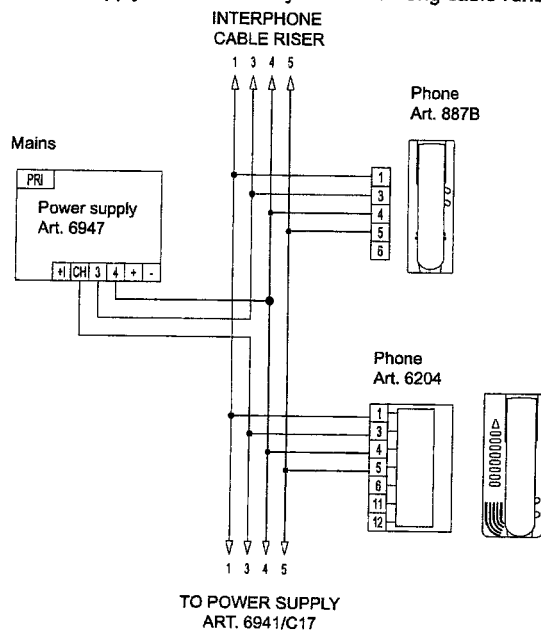 INTERPHONE
CABLE RISER
1 3 4 5
Phone
Art. 887B
Mains
PRI
Power supply
Art. 6947
+I CH 3 4 + -
1
3
4
5
6
Phone
Art. 6204
1
3
4
5
6
11
12
1 3 4 5
TO POWER SUPPLY
ART. 6941/C17